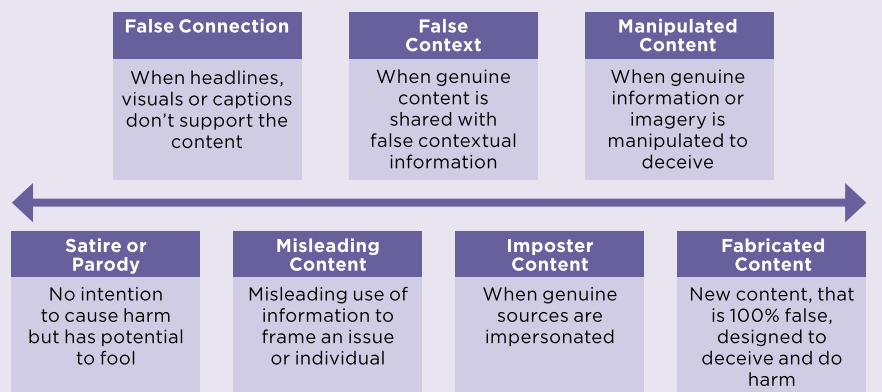 False Connection
When headlines,
visuals or captions
don’t support the
content
False
Context
When genuine
content is
shared with
false contextual
information
Manipulated
Content
When genuine
information or
imagery is
manipulated to
deceive
Satire or
Parody
No intention
to cause harm
but has potential
to fool
Misleading
Content
Misleading use of
information to
frame an issue
or individual
Imposter
Content
When genuine
sources are
impersonated
Fabricated
Content
New content, that
is 100% false,
designed to
deceive and do
harm